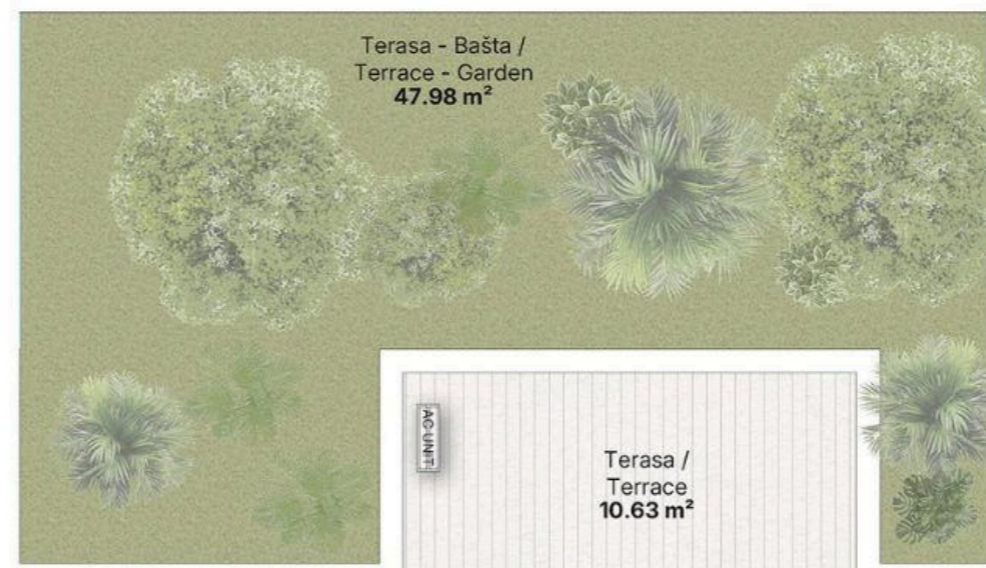 Terasa - Bašta /
Terrace - Garden
47.98 m²
AC UNIT
Terasa /
Terrace
10.63 m²